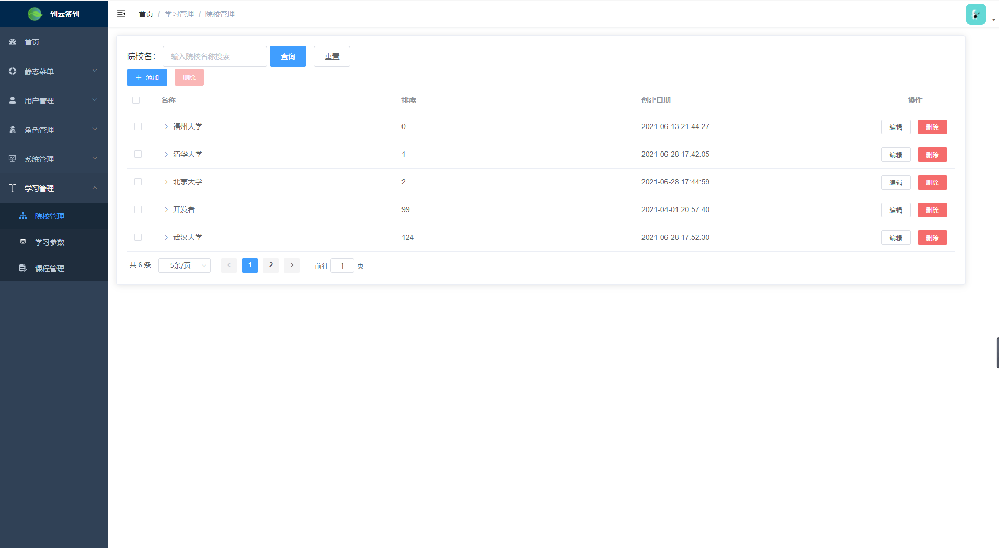 到云签到
首页 / 学习管理 / 院校管理
首页
静态菜单
用户管理
角色管理
系统管理
学习管理
院校管理
学习参数
课程管理
院校名： 输入院校名称搜索 查询 重置
添加 删除
名称 排序 创建日期 操作
福州大学 0 2021-06-13 21:44:27 编辑 删除
清华大学 1 2021-06-28 17:42:05 编辑 删除
北京大学 2 2021-06-28 17:44:59 编辑 删除
开发者 99 2021-04-01 20:57:40 编辑 删除
武汉大学 124 2021-06-28 17:52:30 编辑 删除
共 6 条 5条/页 1 2 前往 1 页